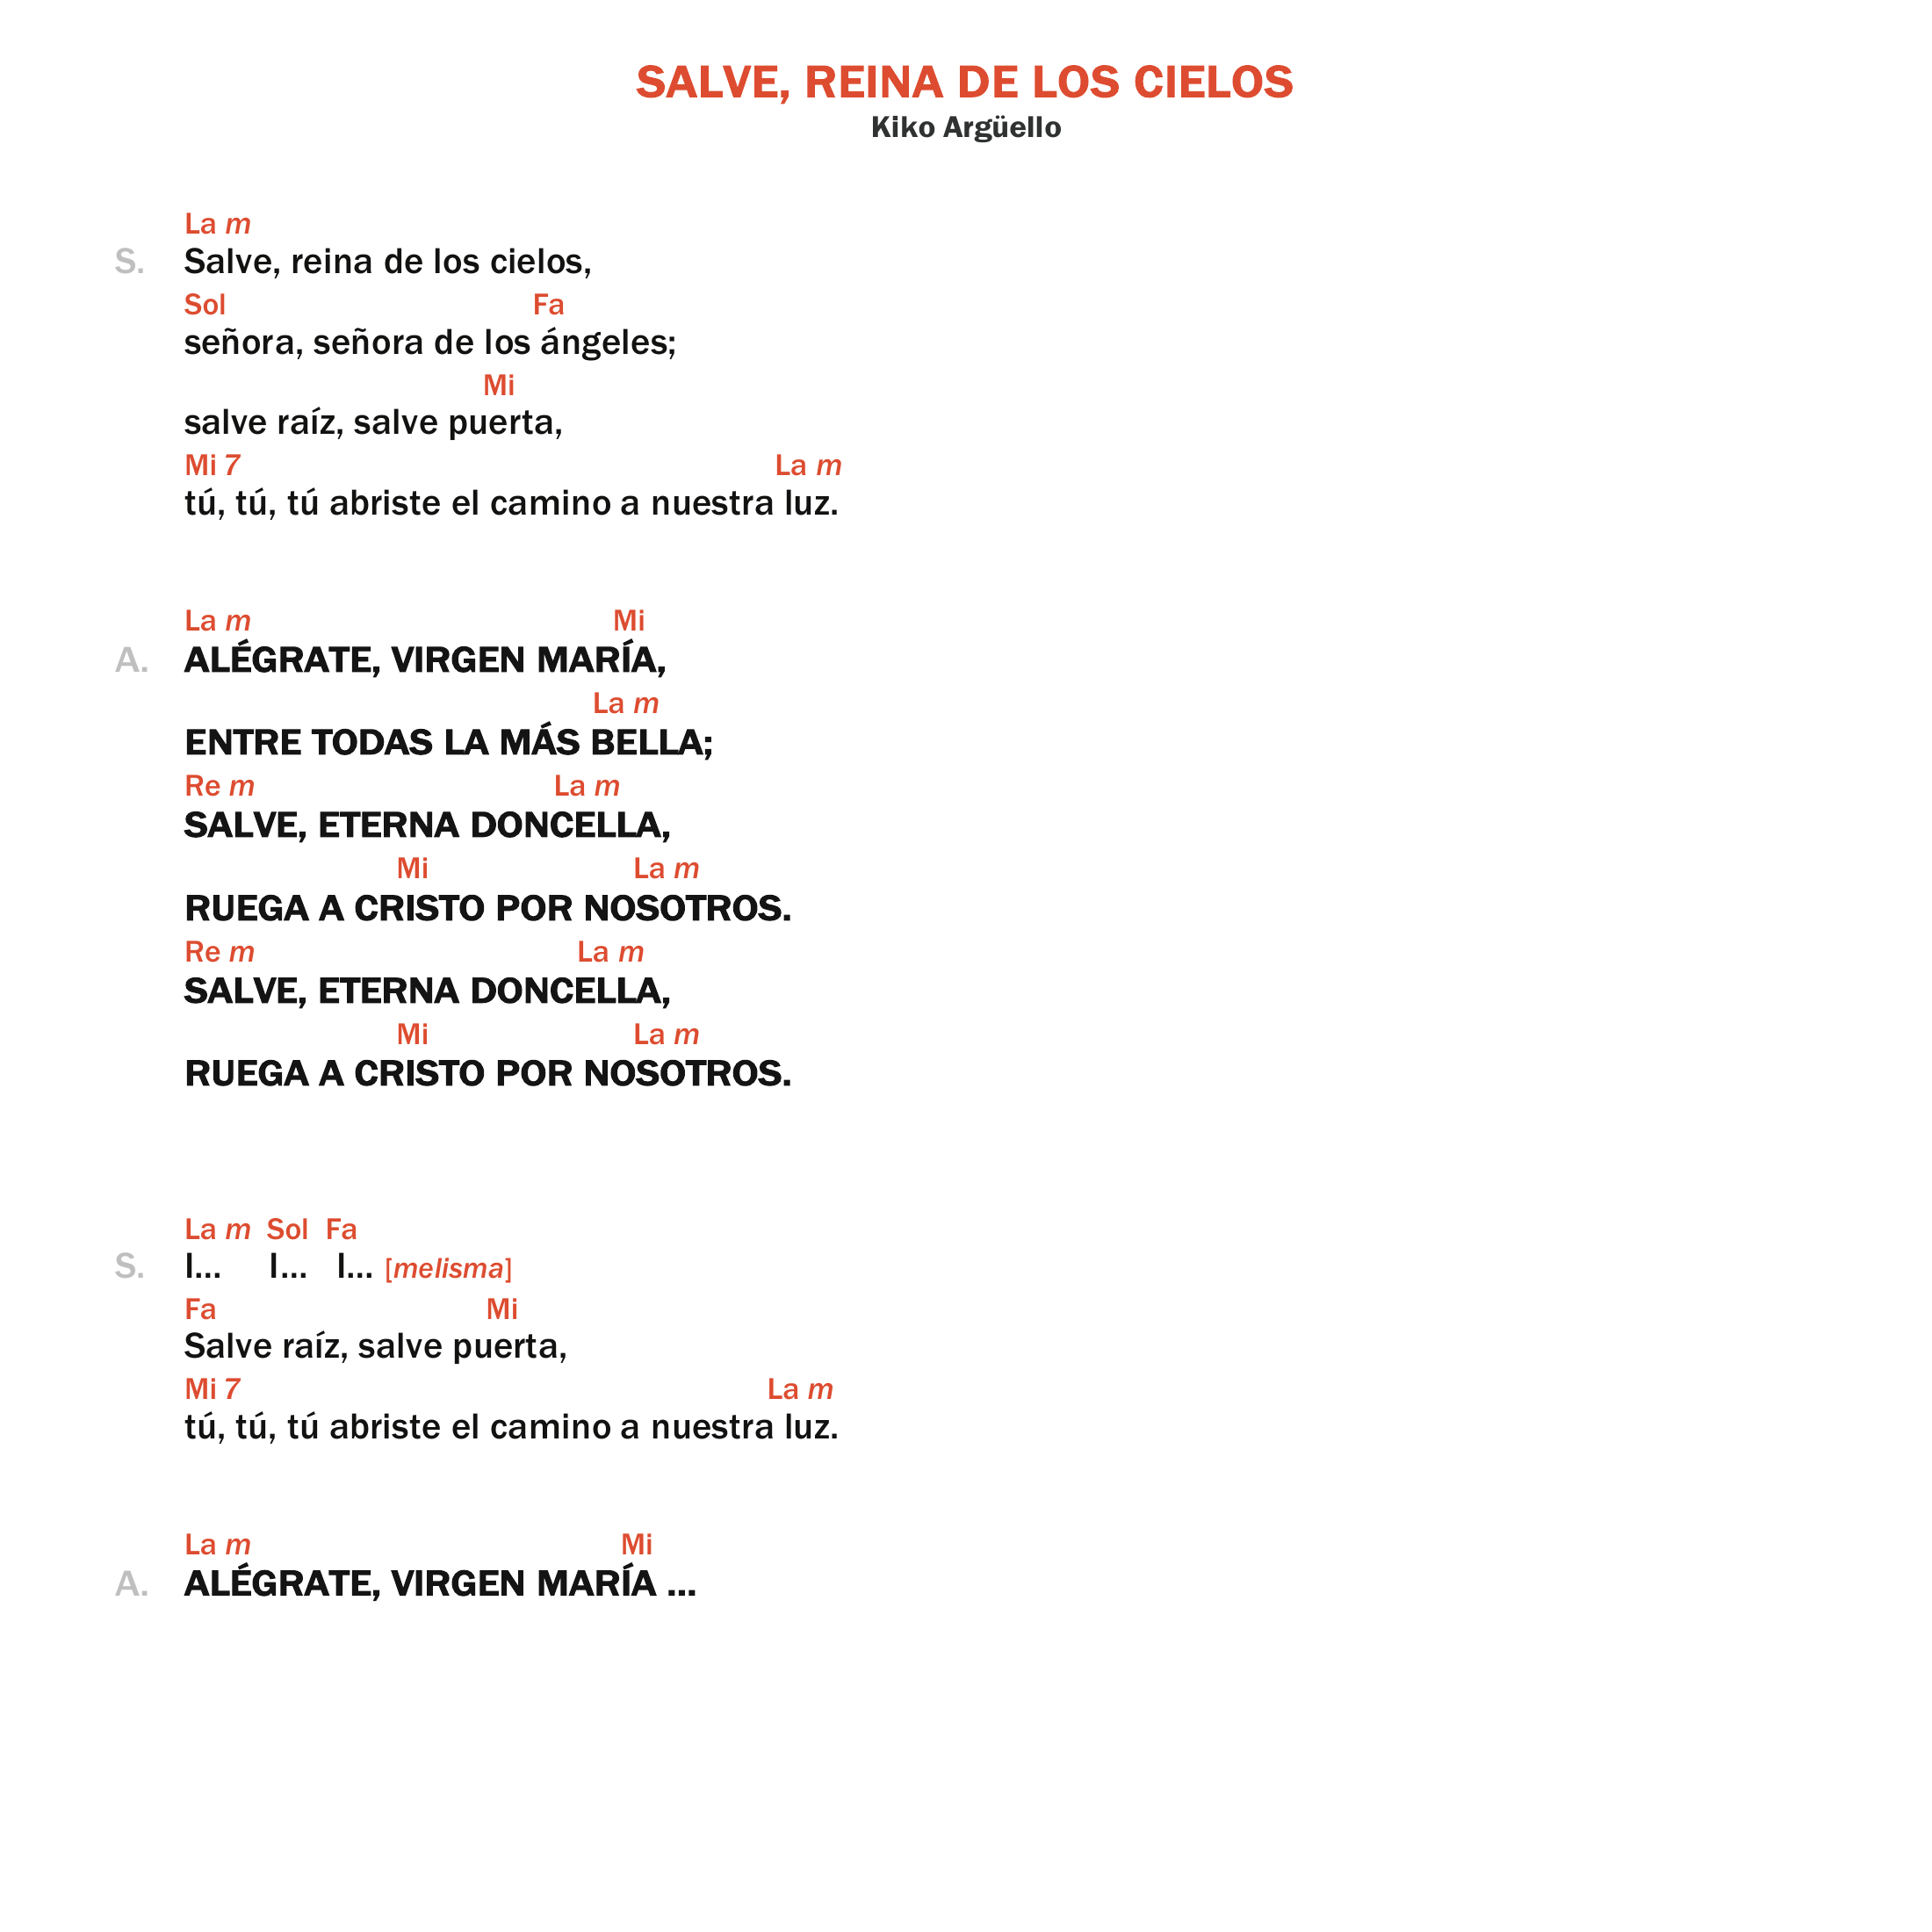 SALVE, REINA DE LOS CIELOS
Kiko Argüello
La m
S. Salve, reina de los cielos,
Sol Fa
señora, señora de los ángeles;
Mi
salve raíz, salve puerta,
Mi 7 La m
tú, tú, tú abriste el camino a nuestra luz.
La m Mi
A. ALÉGRATE, VIRGEN MARÍA,
La m
ENTRE TODAS LA MÁS BELLA;
Re m La m
SALVE, ETERNA DONCELLA,
Mi La m
RUEGA A CRISTO POR NOSOTROS.
Re m La m
SALVE, ETERNA DONCELLA,
Mi La m
RUEGA A CRISTO POR NOSOTROS.
La m Sol Fa
S. I... I... I... [melisma]
Fa Mi
Salve raíz, salve puerta,
Mi 7 La m
tú, tú, tú abriste el camino a nuestra luz.
La m Mi
A. ALÉGRATE, VIRGEN MARÍA ...